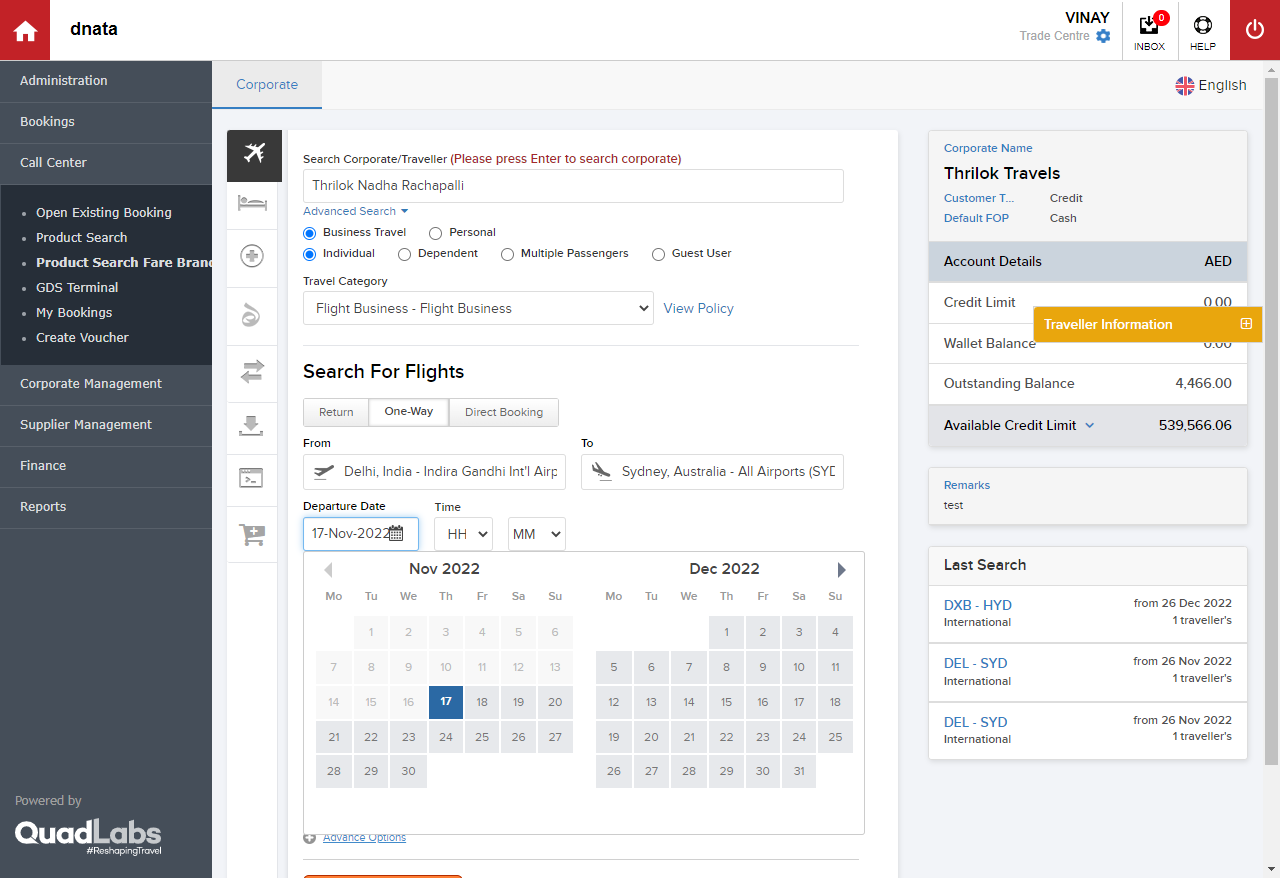 dnata
VINAY
Trade Centre
0
INBOX
HELP
Administration
Bookings
Call Center
Open Existing Booking
Product Search
Product Search Fare Bran
GDS Terminal
My Bookings
Create Voucher
Corporate Management
Supplier Management
Finance
Reports
Powered by
QuadLabs
#ReshapingTravel
Corporate
English
Search Corporate/Traveller (Please press Enter to search corporate)
Thrilok Nadha Rachapalli
Advanced Search
Business Travel Personal
Individual Dependent Multiple Passengers Guest User
Travel Category
Flight Business - Flight Business View Policy
Search For Flights
Return One-Way Direct Booking
From To
Delhi, India - Indira Gandhi Int'l Airp Sydney, Australia - All Airports (SYD
Departure Date Time
17-Nov-2022 HH MM
Nov 2022
Mo Tu We Th Fr Sa Su
1 2 3 4 5 6
7 8 9 10 11 12 13
14 15 16 17 18 19 20
21 22 23 24 25 26 27
28 29 30
Dec 2022
Mo Tu We Th Fr Sa Su
1 2 3 4
5 6 7 8 9 10 11
12 13 14 15 16 17 18
19 20 21 22 23 24 25
26 27 28 29 30 31
Advance Options
Corporate Name
Thrilok Travels
Customer T... Credit
Default FOP Cash
Account Details AED
Credit Limit 0.00
Traveller Information
Wallet Balance 0.00
Outstanding Balance 4,466.00
Available Credit Limit 539,566.06
Remarks
test
Last Search
DXB - HYD from 26 Dec 2022
International 1 traveller's
DEL - SYD from 26 Nov 2022
International 1 traveller's
DEL - SYD from 26 Nov 2022
International 1 traveller's